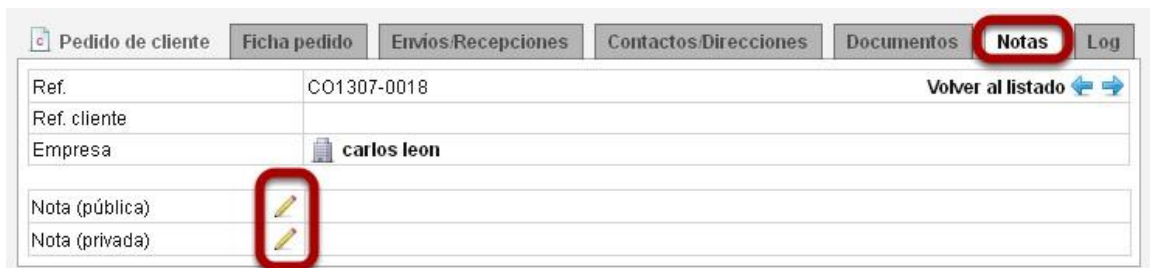 Pedido de cliente Ficha pedido Envíos/Recepciones Contactos/Direcciones Documentos Notas Log
Ref. CO1307-0018 Volver al listado
Ref. cliente
Empresa carlos leon
Nota (pública)
Nota (privada)